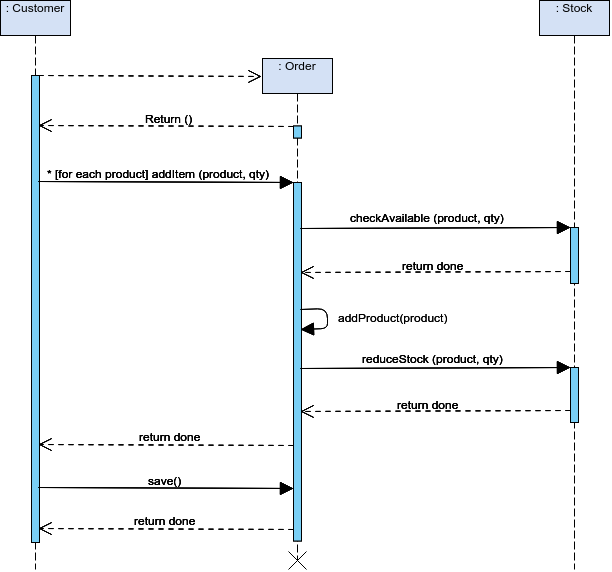 : Customer
: Stock
: Order
Return ()
* [for each product] addItem (product, qty)
checkAvailable (product, qty)
return done
addProduct(product)
reduceStock (product, qty)
return done
return done
save()
return done